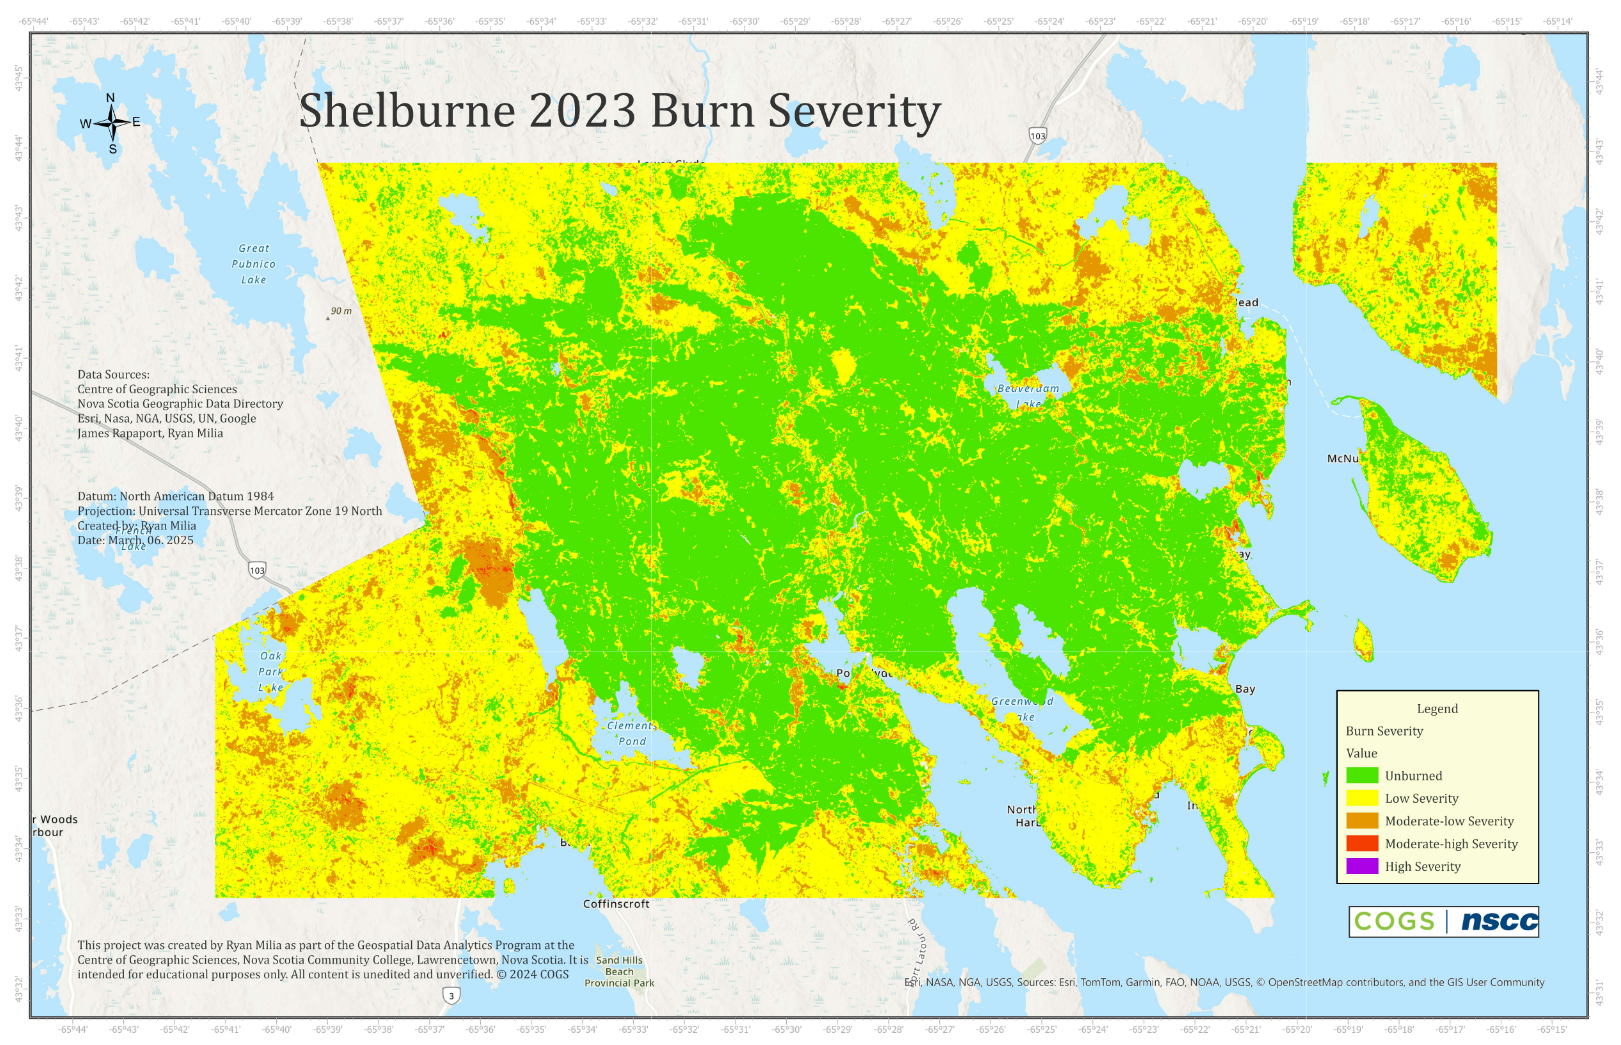 -65°44' -65°43' -65°42' -65°41' -65°40' -65°39' -65°38' -65°37' -65°36' -65°35' -65°34' -65°33' -65°32' -65°31' -65°30' -65°29' -65°28' -65°27' -65°26' -65°25' -65°24' -65°23' -65°22' -65°21' -65°20' -65°19' -65°18' -65°17' -65°16' -65°15' -65°14'
43°45'
43°44'
43°43'
43°42'
43°41'
43°40'
43°39'
43°38'
43°37'
43°36'
43°35'
43°34'
43°33'
43°32'
43°44'
43°43'
43°42'
43°41'
43°40'
43°39'
43°38'
43°37'
43°36'
43°35'
43°34'
43°33'
43°32'
43°31'
N
W E
S
Shelburne 2023 Burn Severity
103
Great
Pubnico
Lake
90 m
ead
Data Sources:
Centre of Geographic Sciences
Nova Scotia Geographic Data Directory
Esri, Nasa, NGA, USGS, UN, Google
James Rapaport, Ryan Milia
Beaverdam
Lake
McNu
Datum: North American Datum 1984
Projection: Universal Transverse Mercator Zone 19 North
Created by: Ryan Milia
Date: March, 06. 2025
French
Lake
103
ay
Oak
Park
Lake
Po lyde
Bay
Greenwood
ake
Clement
Pond
Legend
Burn Severity
Value
Unburned
Low Severity
Moderate-low Severity
Moderate-high Severity
High Severity
r Woods
rbour
North
Harb
In
B
Coffinscroft
COGS | nscc
Port Latour Rd
This project was created by Ryan Milia as part of the Geospatial Data Analytics Program at the
Centre of Geographic Sciences, Nova Scotia Community College, Lawrencetown, Nova Scotia. It is
intended for educational purposes only. All content is unedited and unverified. © 2024 COGS
Sand Hills
Beach
Provincial Park
3
Esri, NASA, NGA, USGS, Sources: Esri, TomTom, Garmin, FAO, NOAA, USGS, © OpenStreetMap contributors, and the GIS User Community
-65°44' -65°43' -65°42' -65°41' -65°40' -65°39' -65°38' -65°37' -65°36' -65°35' -65°34' -65°33' -65°32' -65°31' -65°30' -65°29' -65°28' -65°27' -65°26' -65°25' -65°24' -65°23' -65°22' -65°21' -65°20' -65°19' -65°18' -65°17' -65°16' -65°15'